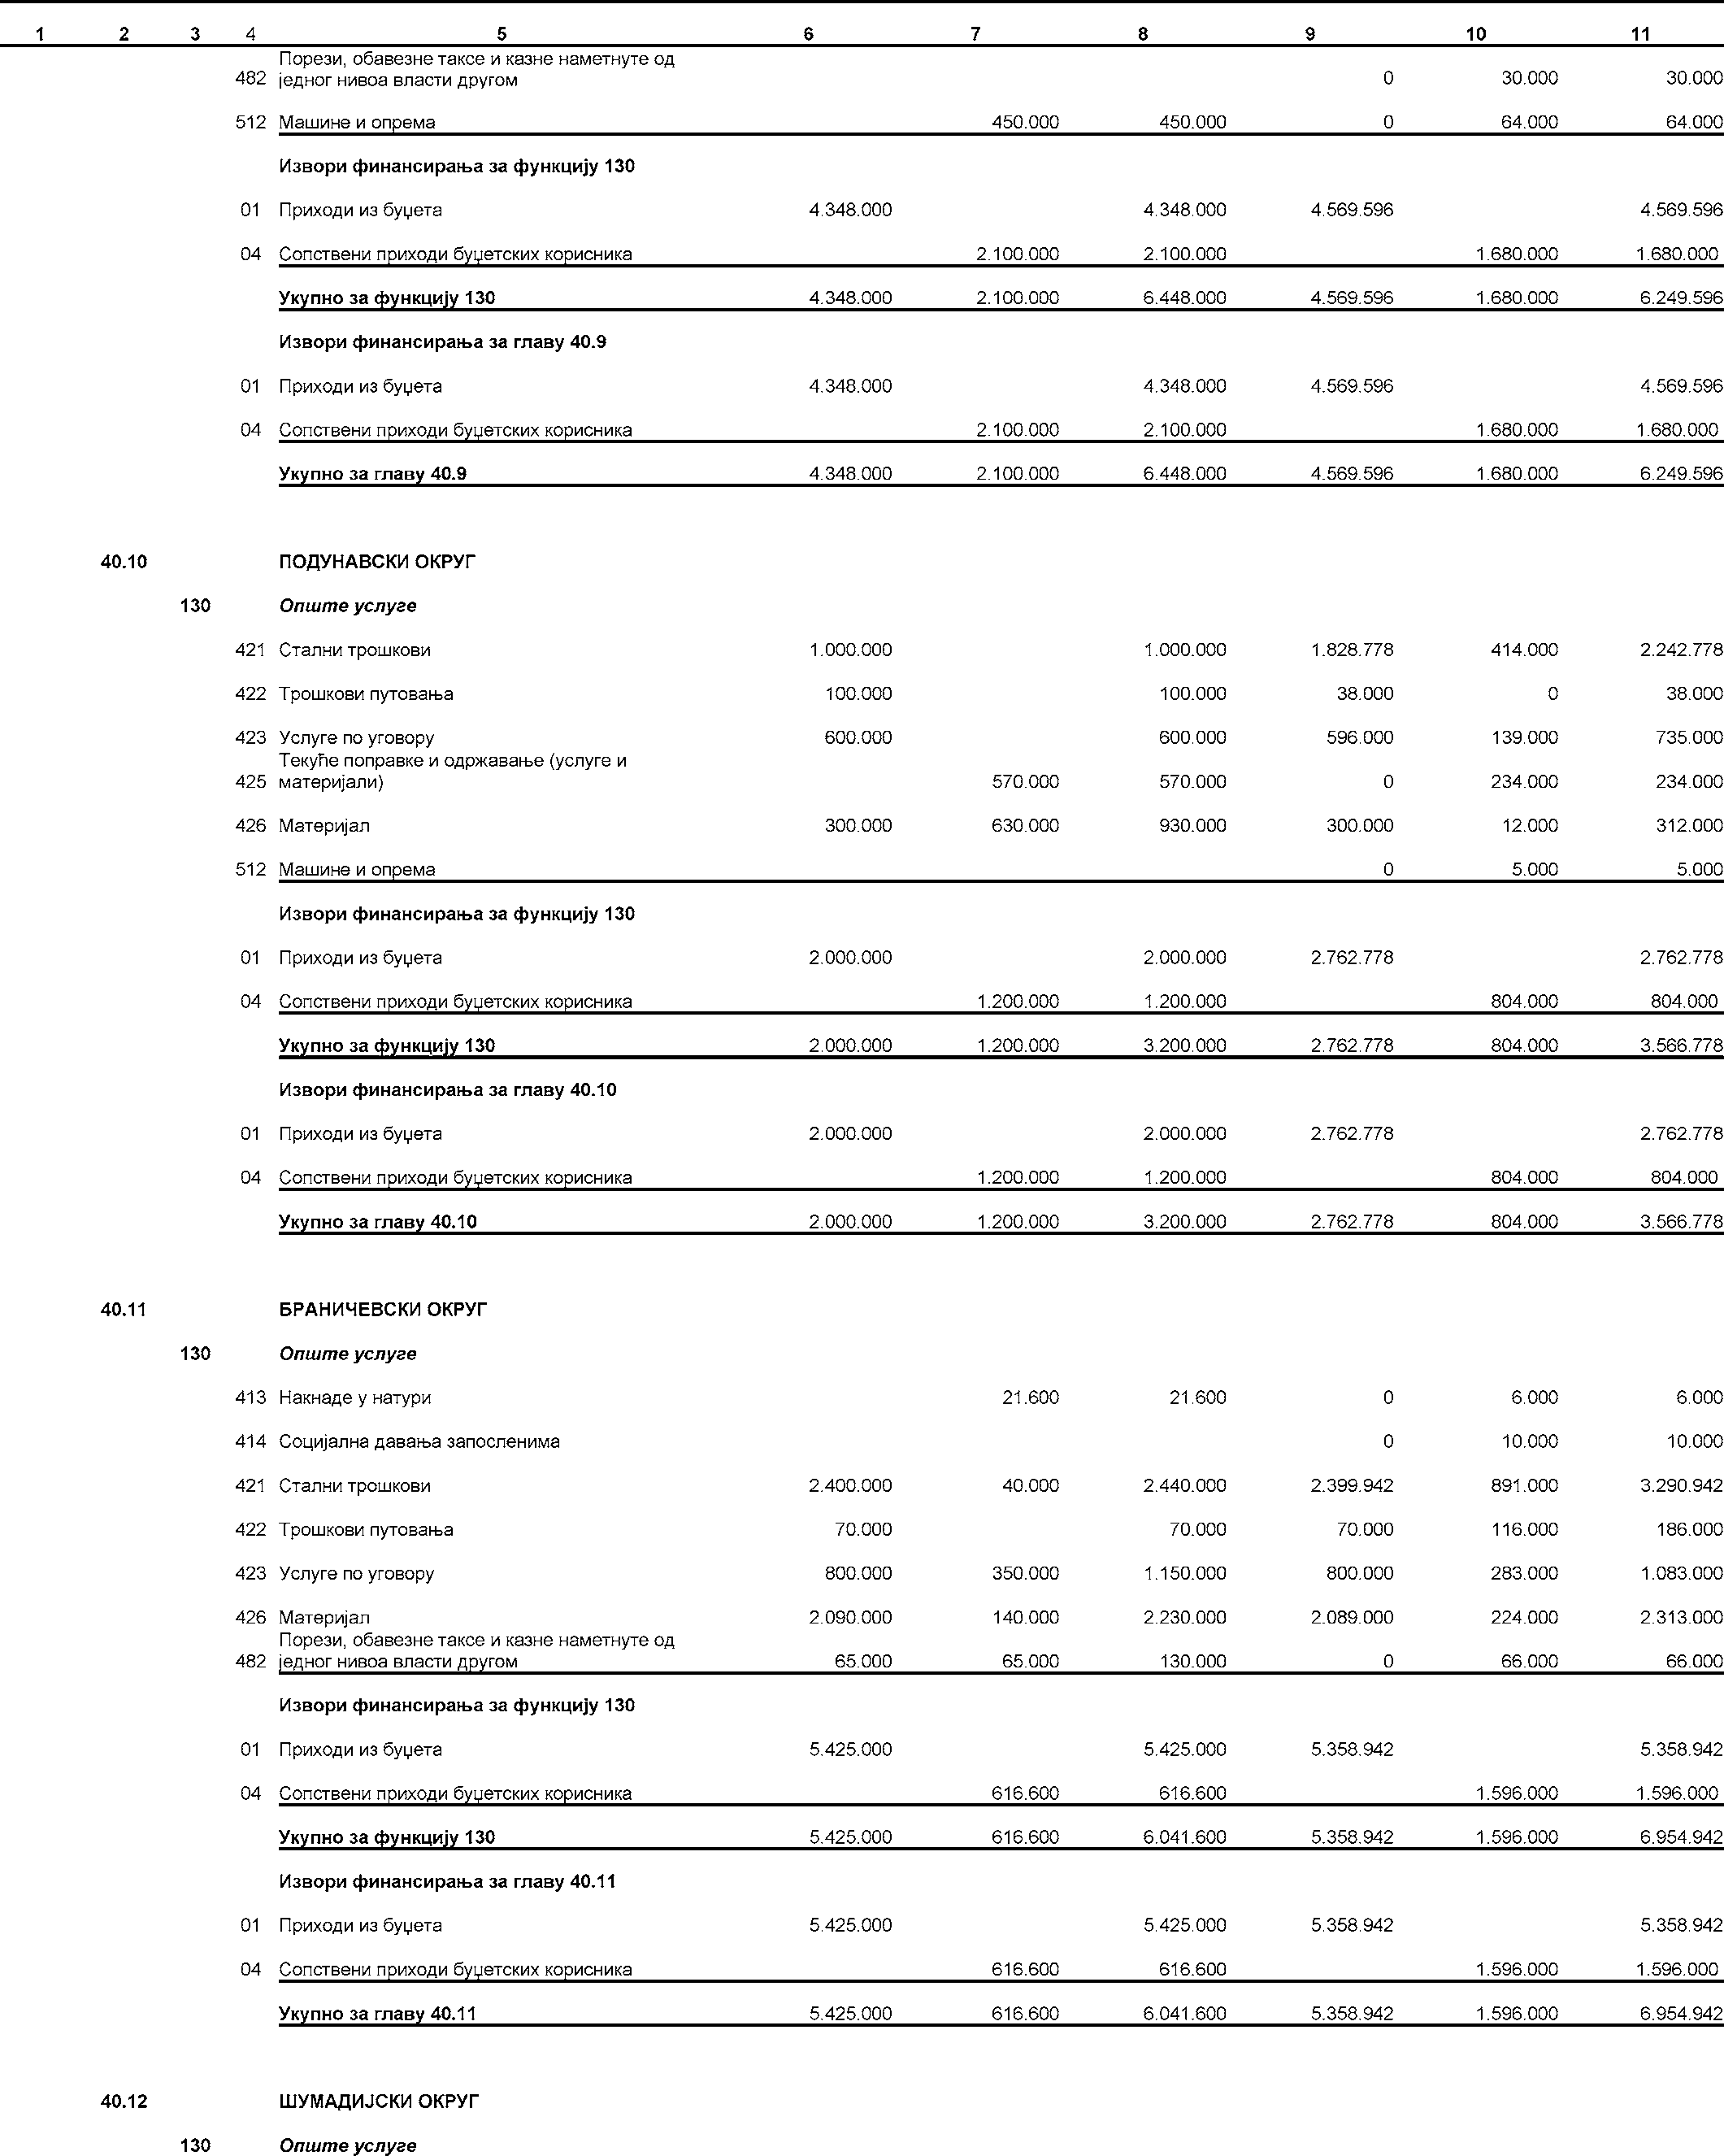 1 2 3 4 5 6 7 8 9 10 11
Порези, обавезне таксе и казне наметнуте од
482 једног нивоа власти другом 0 30.000 30.000
512 Машине и опрема 450.000 450.000 0 64.000 64.000
Извори финансирања за функцију 130
01 Приходи из буџета 4.348.000 4.348.000 4.569.596 4.569.596
04 Сопствени приходи буџетских корисника 2.100.000 2.100.000 1.680.000 1.680.000
Укупно за функцију 130 4.348.000 2.100.000 6.448.000 4.569.596 1.680.000 6.249.596
Извори финансирања за главу 40.9
01 Приходи из буџета 4.348.000 4.348.000 4.569.596 4.569.596
04 Сопствени приходи буџетских корисника 2.100.000 2.100.000 1.680.000 1.680.000
Укупно за главу 40.9 4.348.000 2.100.000 6.448.000 4.569.596 1.680.000 6.249.596
40.10 ПОДУНАВСКИ ОКРУГ
130 Опште услуге
421 Стални трошкови 1.000.000 1.000.000 1.828.778 414.000 2.242.778
422 Трошкови путовања 100.000 100.000 38.000 0 38.000
423 Услуге по уговору 600.000 600.000 596.000 139.000 735.000
Текуће поправке и одржавање (услуге и
425 материјали) 570.000 570.000 0 234.000 234.000
426 Материјал 300.000 630.000 930.000 300.000 12.000 312.000
512 Машине и опрема 0 5.000 5.000
Извори финансирања за функцију 130
01 Приходи из буџета 2.000.000 2.000.000 2.762.778 2.762.778
04 Сопствени приходи буџетских корисника 1.200.000 1.200.000 804.000 804.000
Укупно за функцију 130 2.000.000 1.200.000 3.200.000 2.762.778 804.000 3.566.778
Извори финансирања за главу 40.10
01 Приходи из буџета 2.000.000 2.000.000 2.762.778 2.762.778
04 Сопствени приходи буџетских корисника 1.200.000 1.200.000 804.000 804.000
Укупно за главу 40.10 2.000.000 1.200.000 3.200.000 2.762.778 804.000 3.566.778
40.11 БРАНИЧЕВСКИ ОКРУГ
130 Опште услуге
413 Накнаде у натури 21.600 21.600 0 6.000 6.000
414 Социјална давања запосленима 0 10.000 10.000
421 Стални трошкови 2.400.000 40.000 2.440.000 2.399.942 891.000 3.290.942
422 Трошкови путовања 70.000 70.000 70.000 116.000 186.000
423 Услуге по уговору 800.000 350.000 1.150.000 800.000 283.000 1.083.000
426 Материјал 2.090.000 140.000 2.230.000 2.089.000 224.000 2.313.000
Порези, обавезне таксе и казне наметнуте од
482 једног нивоа власти другом 65.000 65.000 130.000 0 66.000 66.000
Извори финансирања за функцију 130
01 Приходи из буџета 5.425.000 5.425.000 5.358.942 5.358.942
04 Сопствени приходи буџетских корисника 616.600 616.600 1.596.000 1.596.000
Укупно за функцију 130 5.425.000 616.600 6.041.600 5.358.942 1.596.000 6.954.942
Извори финансирања за главу 40.11
01 Приходи из буџета 5.425.000 5.425.000 5.358.942 5.358.942
04 Сопствени приходи буџетских корисника 616.600 616.600 1.596.000 1.596.000
Укупно за главу 40.11 5.425.000 616.600 6.041.600 5.358.942 1.596.000 6.954.942
40.12 ШУМАДИЈСКИ ОКРУГ
130 Опште услуге